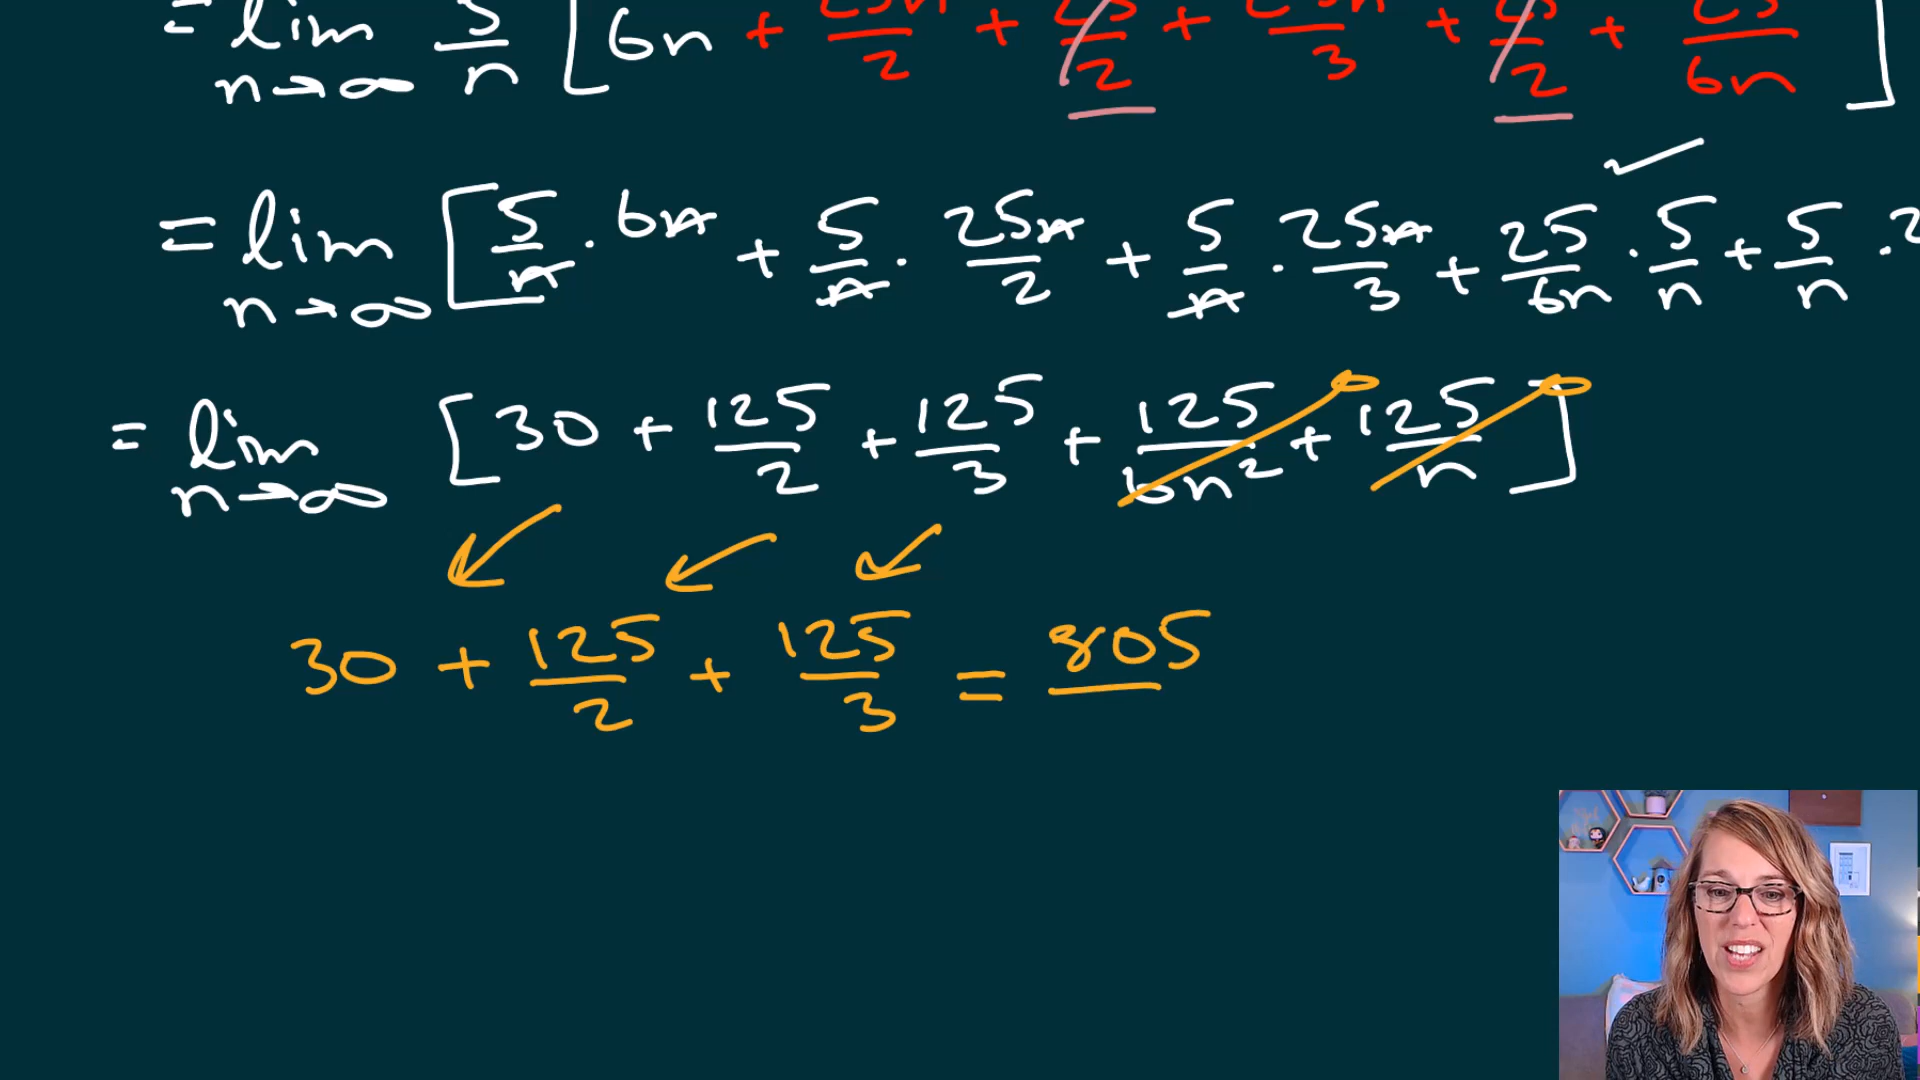 = lim n→∞ 5/n [ 6n + 25n/2 + 25/2 + 25n/3 + 25/2 + 25/6n ]
= lim n→∞ [ 5/n · 6n + 5/n · 25n/2 + 5/n · 25n/3 + 25/6n · 5/n + 5/n · 2
= lim n→∞ [ 30 + 125/2 + 125/3 + 125/6n² + 125/n ]
30 + 125/2 + 125/3 = 805